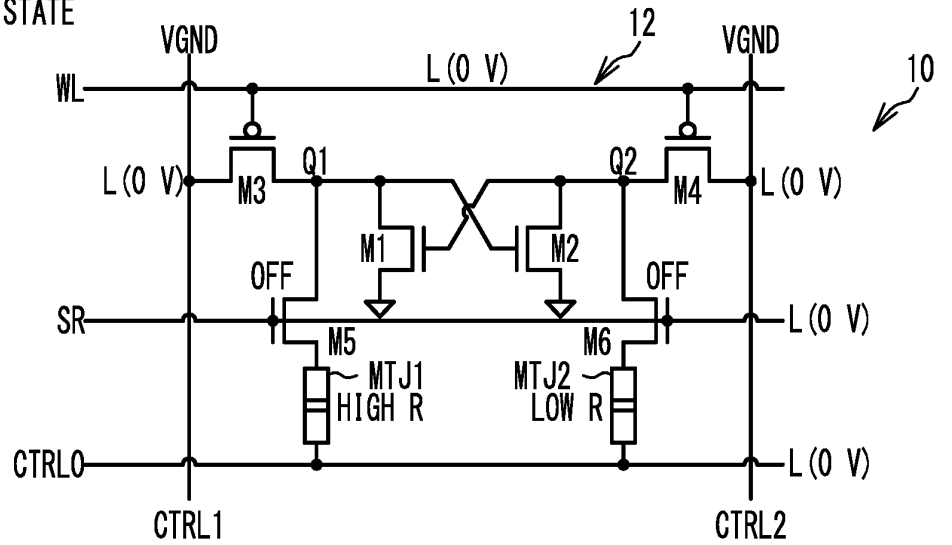 STATE
VGND
VGND
12
10
WL
L(0 V)
Q1
Q2
L(0 V)
M3
M4
L(0 V)
M1
M2
OFF
OFF
SR
L(0 V)
M5
M6
MTJ1
HIGH R
MTJ2
LOW R
CTRL0
L(0 V)
CTRL1
CTRL2